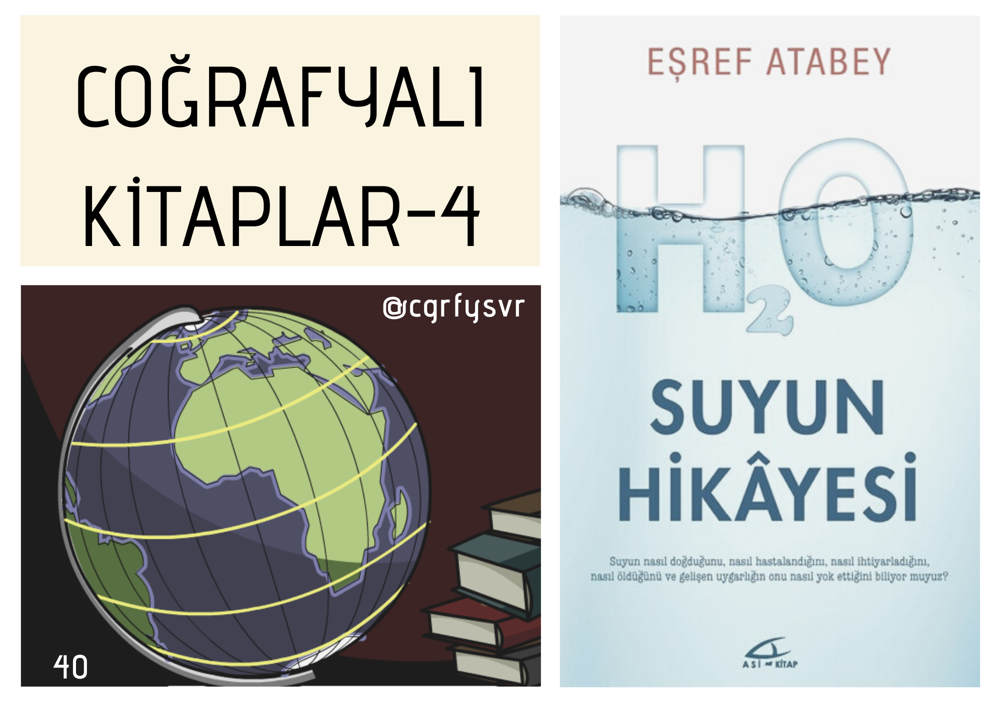 COĞRAFYALI
KİTAPLAR-4
@cgrfysvr
40
EŞREF ATABEY
H2O
SUYUN
HİKÂYESİ
Suyun nasıl doğduğunu, nasıl hastalandığını, nasıl ihtiyarladığını,
nasıl öldüğünü ve gelişen uygarlığın onu nasıl yok ettiğini biliyor muyuz?
ASİ KİTAP